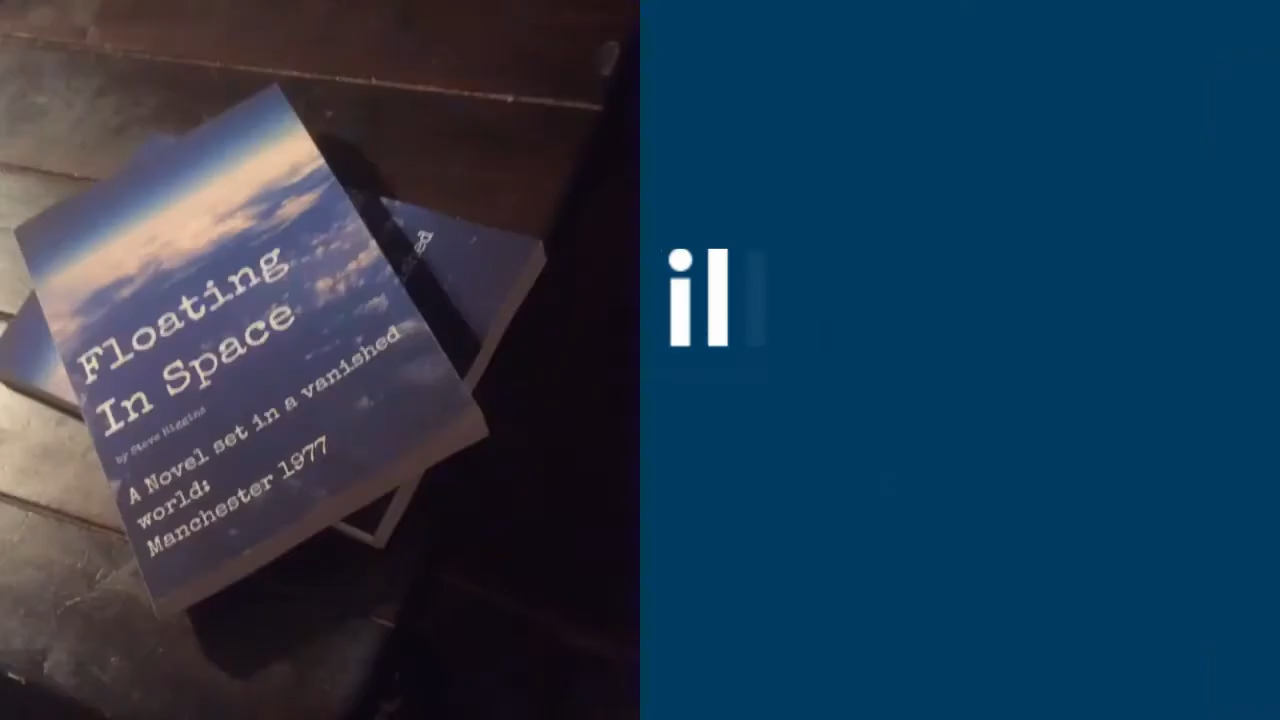 Floating
In Space
by Steve Higgins
A Novel set in a vanished
world:
Manchester 1977
il